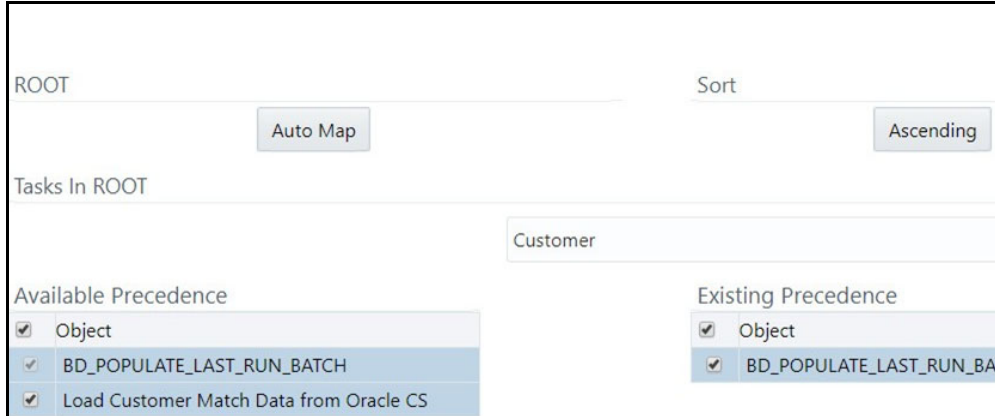 ROOT Sort
Auto Map Ascending
Tasks In ROOT
Customer
Available Precedence Existing Precedence
Object Object
BD_POPULATE_LAST_RUN_BATCH BD_POPULATE_LAST_RUN_BA
Load Customer Match Data from Oracle CS